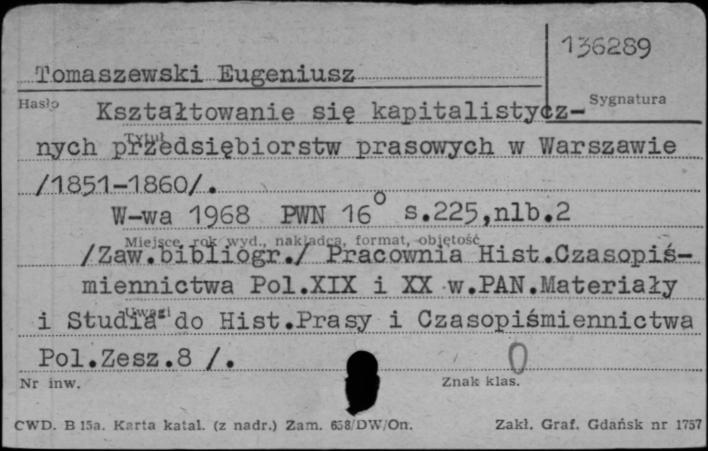 136289
Tomaszewski Eugeniusz
Hasło
Sygnatura
Kształtowanie się kapitalistycz-
Tytuł
nych przedsiębiorstw prasowych w Warszawie
/1851-1860/.
W-wa 1968 PWN 16° s.225,nlb.2
Miejsce, rok wyd., nakładca, format, objętość
/Zaw.bibliogr./ Pracownia Hist.Czasopiś-
miennictwa Pol.XIX i XX w.PAN.Materiały
Uwagi
i Studia do Hist.Prasy i Czasopiśmiennictwa
Pol.Zesz.8 /.
0
Nr inw.
Znak klas.
CWD. B 15a. Karta katal. (z nadr.) Zam. 658/DW/On.
Zakł. Graf. Gdańsk nr 1757